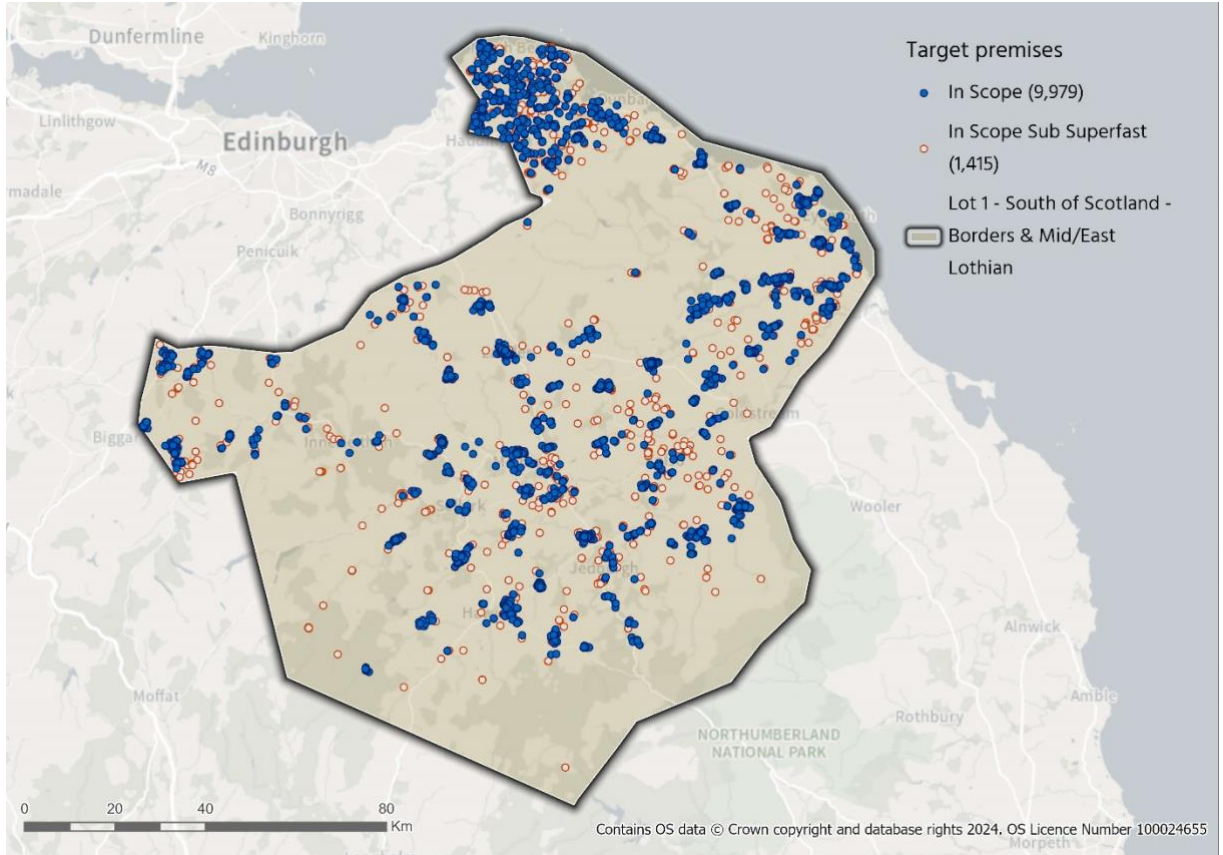 Dunfermline
Kinghorn
Target premises
In Scope (9,979)
In Scope Sub Superfast
(1,415)
Lot 1 - South of Scotland -
Borders & Mid/East
Lothian
Linlithgow
Edinburgh
M8
Bonnyrigg
Penicuik
Wooler
Alnwick
Moffat
Amble
Rothbury
NORTHUMBERLAND
NATIONAL PARK
0 20 40 80
Km
Contains OS data © Crown copyright and database rights 2024. OS Licence Number 100024655
Morpeth